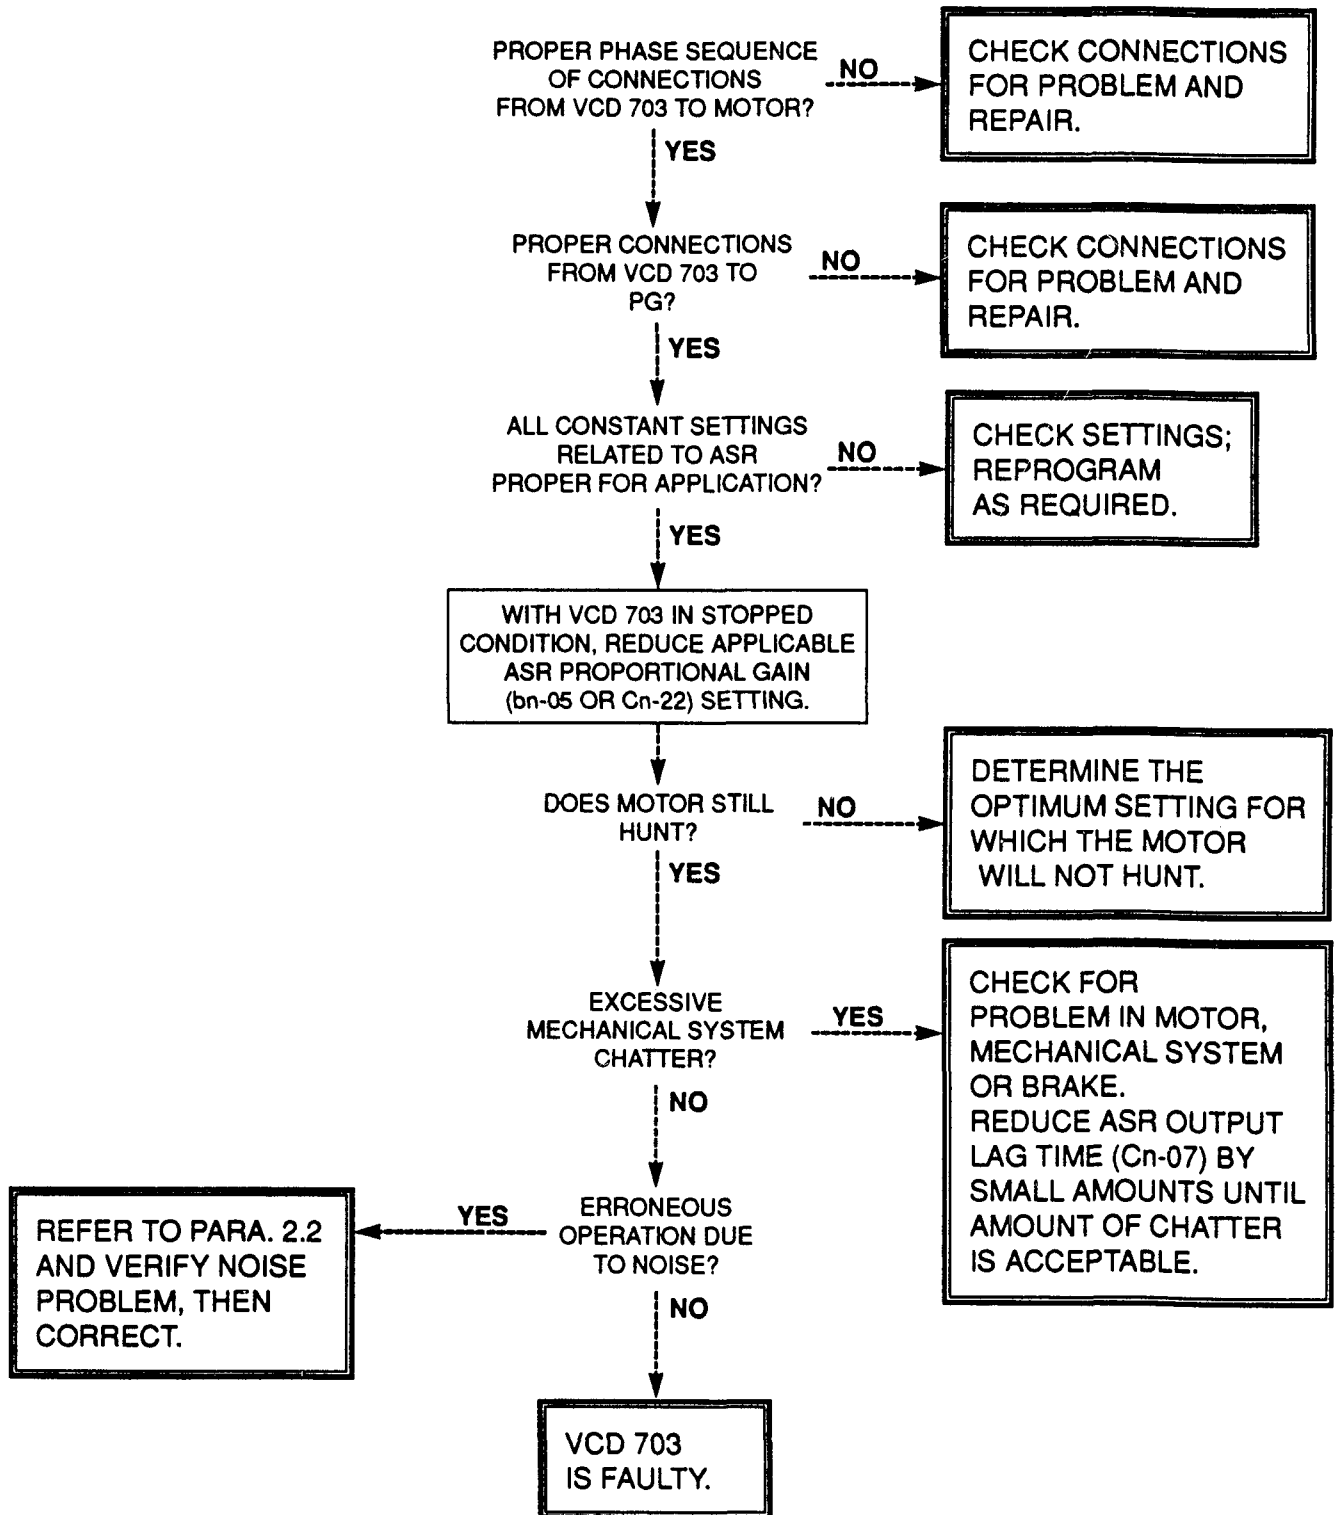 PROPER PHASE SEQUENCE
OF CONNECTIONS
FROM VCD 703 TO MOTOR?
NO
CHECK CONNECTIONS
FOR PROBLEM AND
REPAIR.
YES
PROPER CONNECTIONS
FROM VCD 703 TO
PG?
NO
CHECK CONNECTIONS
FOR PROBLEM AND
REPAIR.
YES
ALL CONSTANT SETTINGS
RELATED TO ASR
PROPER FOR APPLICATION?
NO
CHECK SETTINGS;
REPROGRAM
AS REQUIRED.
YES
WITH VCD 703 IN STOPPED
CONDITION, REDUCE APPLICABLE
ASR PROPORTIONAL GAIN
(bn-05 OR Cn-22) SETTING.
DOES MOTOR STILL
HUNT?
NO
DETERMINE THE
OPTIMUM SETTING FOR
WHICH THE MOTOR
WILL NOT HUNT.
YES
EXCESSIVE
MECHANICAL SYSTEM
CHATTER?
YES
CHECK FOR
PROBLEM IN MOTOR,
MECHANICAL SYSTEM
OR BRAKE.
REDUCE ASR OUTPUT
LAG TIME (Cn-07) BY
SMALL AMOUNTS UNTIL
AMOUNT OF CHATTER
IS ACCEPTABLE.
NO
ERRONEOUS
OPERATION DUE
TO NOISE?
YES
REFER TO PARA. 2.2
AND VERIFY NOISE
PROBLEM, THEN
CORRECT.
NO
VCD 703
IS FAULTY.